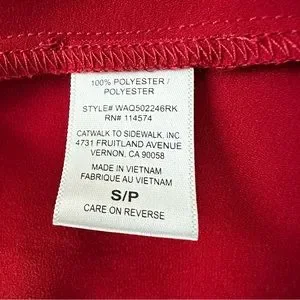 100% POLYESTER /
POLYESTER
STYLE# WAQ502246RK
RN# 114574
CATWALK TO SIDEWALK, INC.
4731 FRUITLAND AVENUE
VERNON, CA 90058
MADE IN VIETNAM
FABRIQUE AU VIETNAM
S/P
CARE ON REVERSE